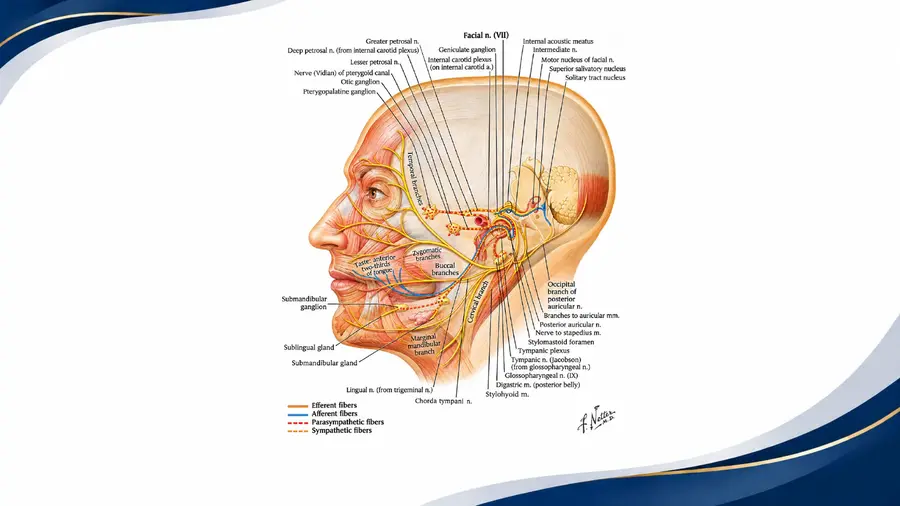 Facial n. (VII)
Greater petrosal n.
Deep petrosal n. (from internal carotid plexus)
Lesser petrosal n.
Nerve (Vidian) of pterygoid canal
Otic ganglion
Pterygopalatine ganglion
Geniculate ganglion
Internal carotid plexus
(on internal carotid a.)
Internal acoustic meatus
Intermediate n.
Motor nucleus of facial n.
Superior salivatory nucleus
Solitary tract nucleus
Temporal branches
Taste: anterior
two-thirds
of tongue
Zygomatic
branches
Buccal
branches
Cervical branch
Marginal
mandibular
branch
Submandibular
ganglion
Sublingual gland
Submandibular gland
Lingual n. (from trigeminal n.)
Chorda tympani n.
Occipital
branch of
posterior
auricular n.
Branches to auricular mm.
Posterior auricular n.
Nerve to stapedius m.
Stylomastoid foramen
Tympanic plexus
Tympanic n. (Jacobsen)
(from glossopharyngeal n.)
Glossopharyngeal n. (IX)
Digastric m. (posterior belly)
Stylohyoid m.
Efferent fibers
Afferent fibers
Parasympathetic fibers
Sympathetic fibers
F. Netter
M.D.